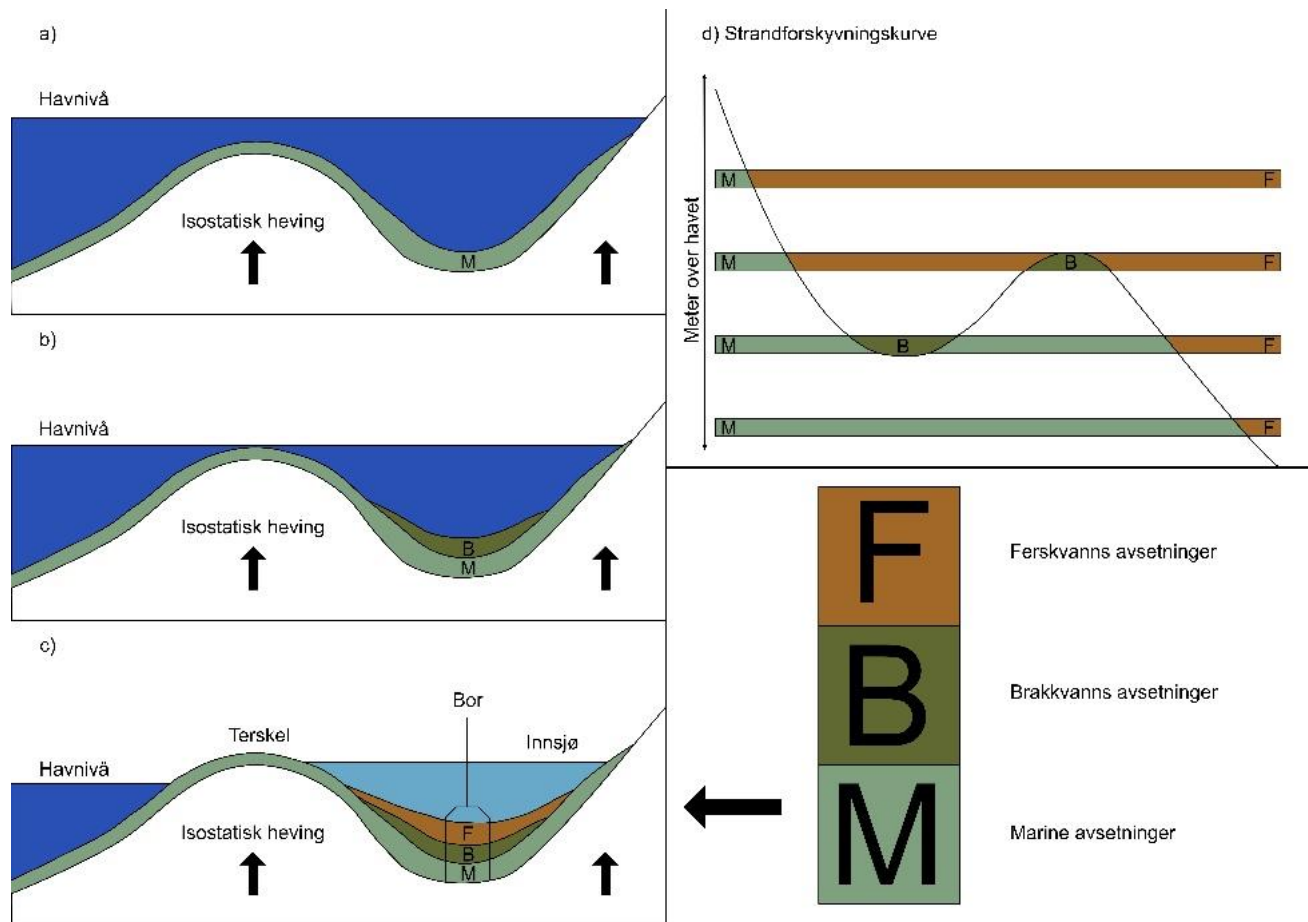 a)
Havnivå
Isostatisk heving
M
b)
Havnivå
Isostatisk heving
B
M
c)
Bor
Terskel
Innsjø
Havnivä
Isostatisk heving
F
B
M
d) Strandforskyvningskurve
Meter over havet
M F
M B F
M B F
M F
F Ferskvanns avsetninger
B Brakkvanns avsetninger
M Marine avsetninger